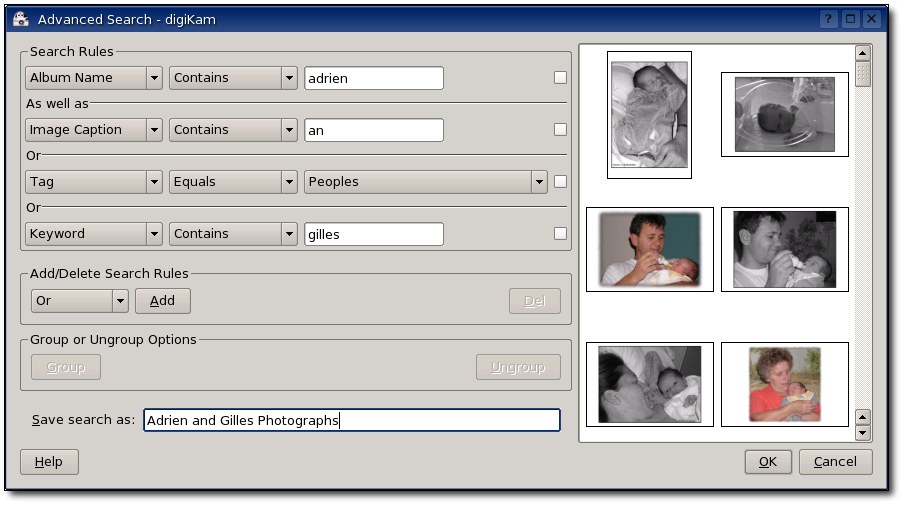 Advanced Search - digiKam
Search Rules
Album Name Contains adrien
As well as
Image Caption Contains an
Or
Tag Equals Peoples
Or
Keyword Contains gilles
Add/Delete Search Rules
Or Add Del
Group or Ungroup Options
Group Ungroup
Save search as: Adrien and Gilles Photographs
Help OK Cancel